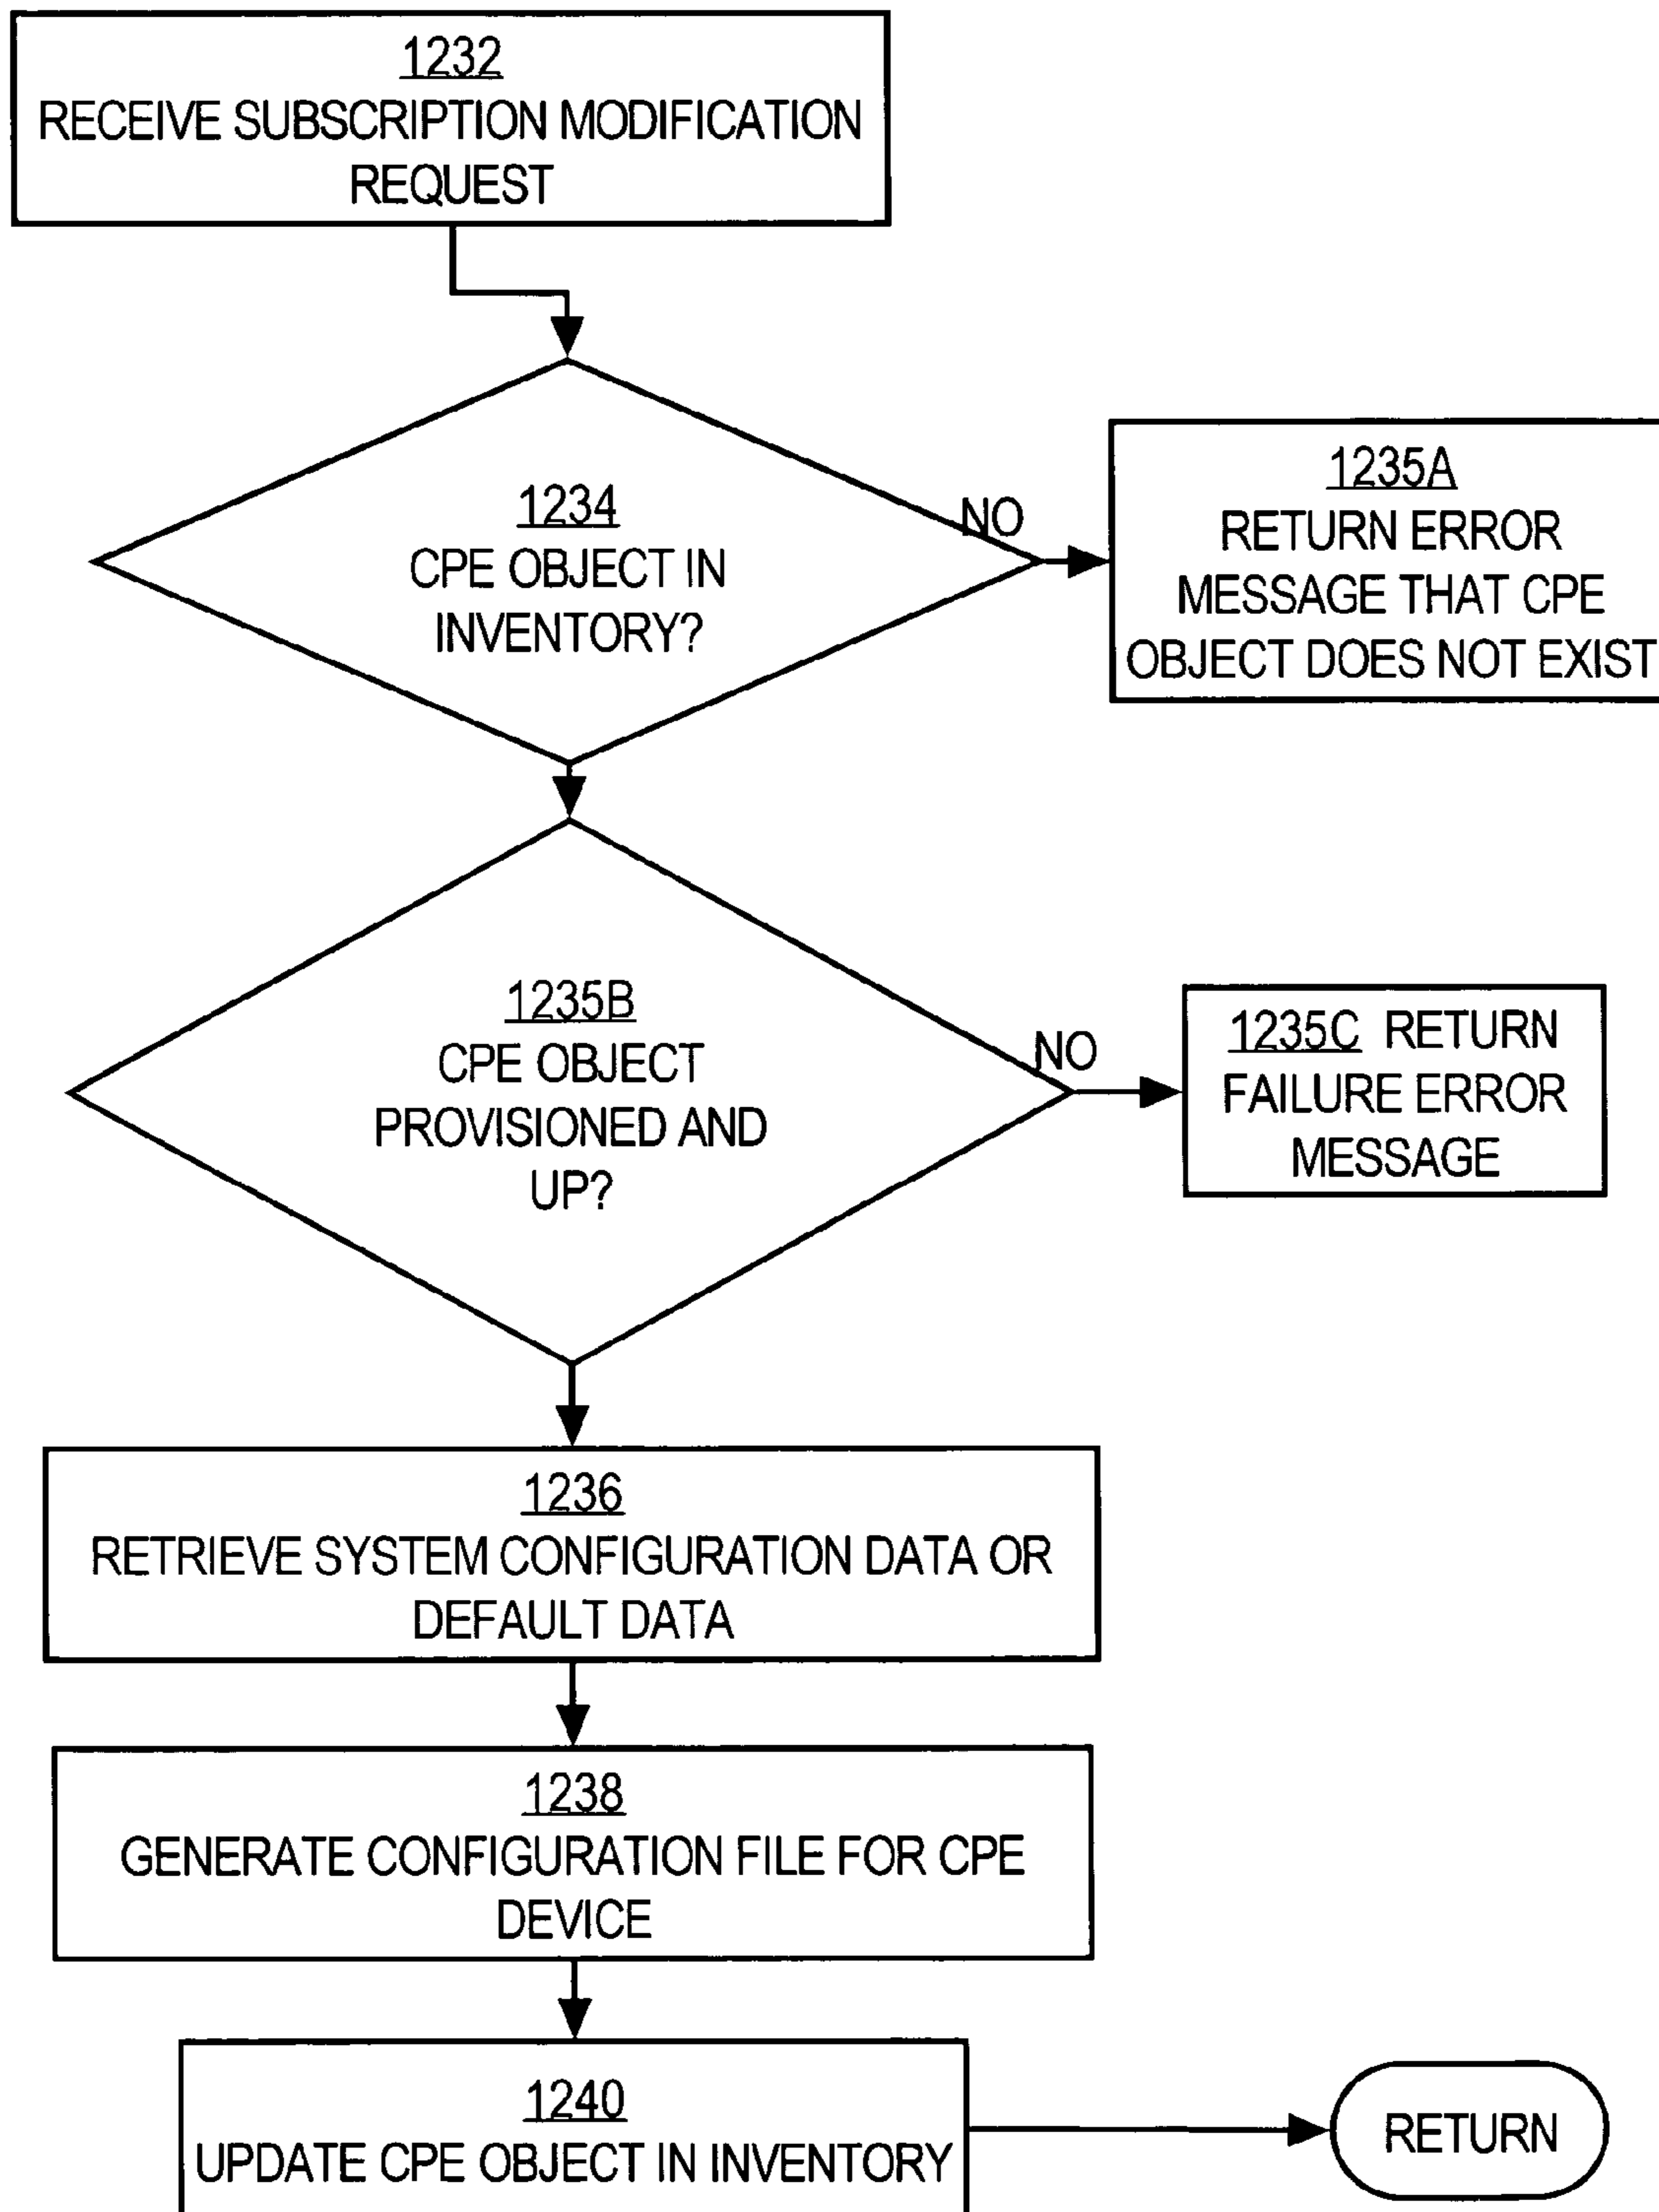 1232
RECEIVE SUBSCRIPTION MODIFICATION
REQUEST
1234
CPE OBJECT IN
INVENTORY?
NO
1235A
RETURN ERROR
MESSAGE THAT CPE
OBJECT DOES NOT EXIST
1235B
CPE OBJECT
PROVISIONED AND
UP?
NO
1235C RETURN
FAILURE ERROR
MESSAGE
1236
RETRIEVE SYSTEM CONFIGURATION DATA OR
DEFAULT DATA
1238
GENERATE CONFIGURATION FILE FOR CPE
DEVICE
1240
UPDATE CPE OBJECT IN INVENTORY
RETURN